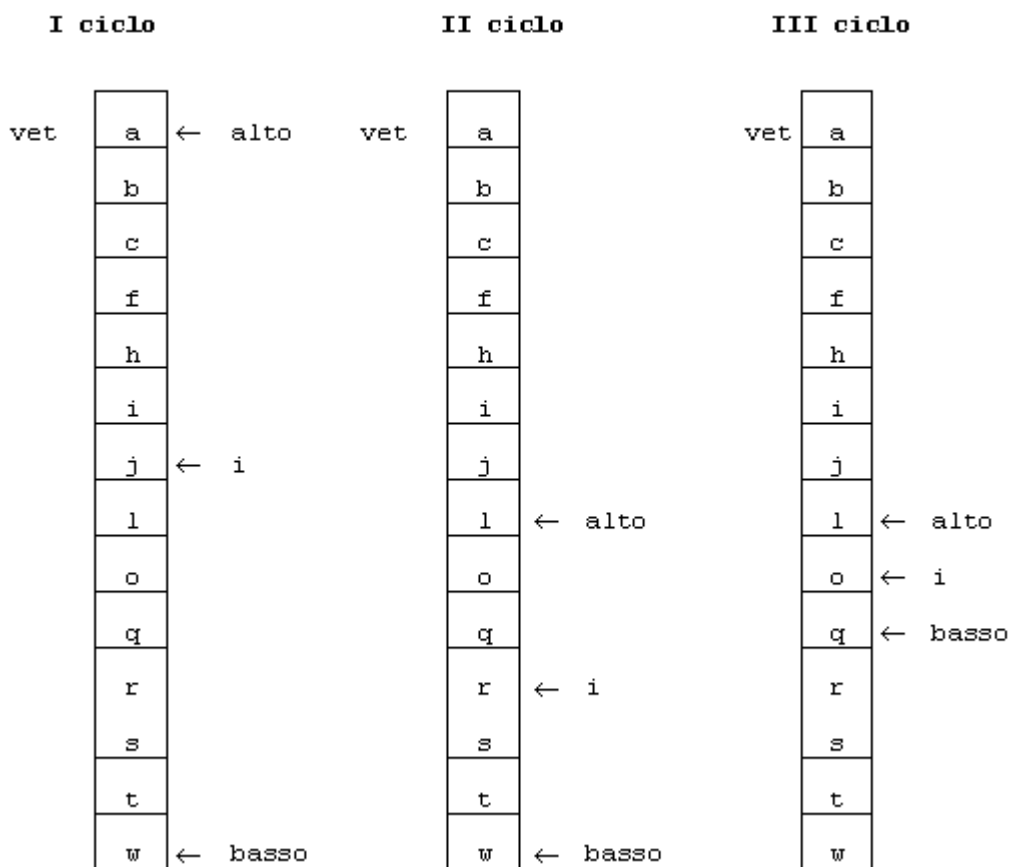 I ciclo II ciclo III ciclo
vet a ← alto vet a vet a
b b b
c c c
f f f
h h h
i i i
j ← i j j
l l ← alto l ← alto
o o o ← i
q q q ← basso
r r ← i r
s s s
t t t
w ← basso w ← basso w